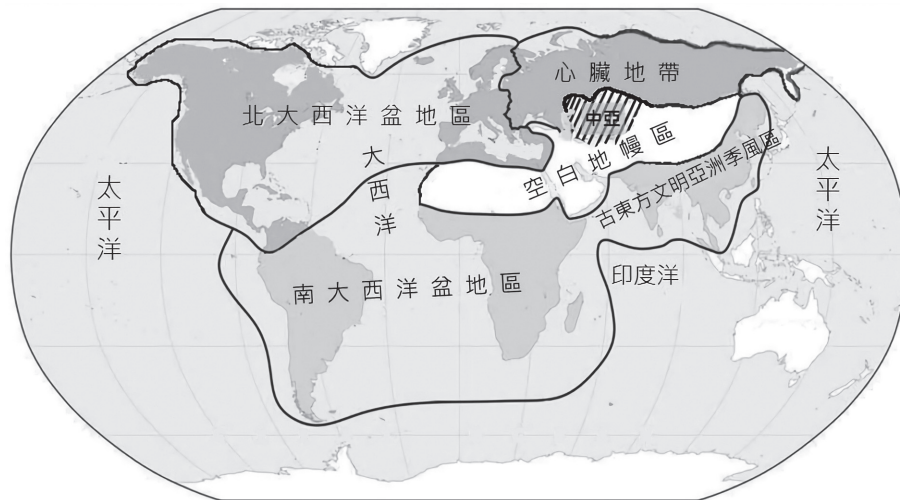 心臟地帶
中亞
北大西洋盆地區
空白地幔區
大西洋
古東方文明亞洲季風區
太平洋
太平洋
印度洋
南大西洋盆地區